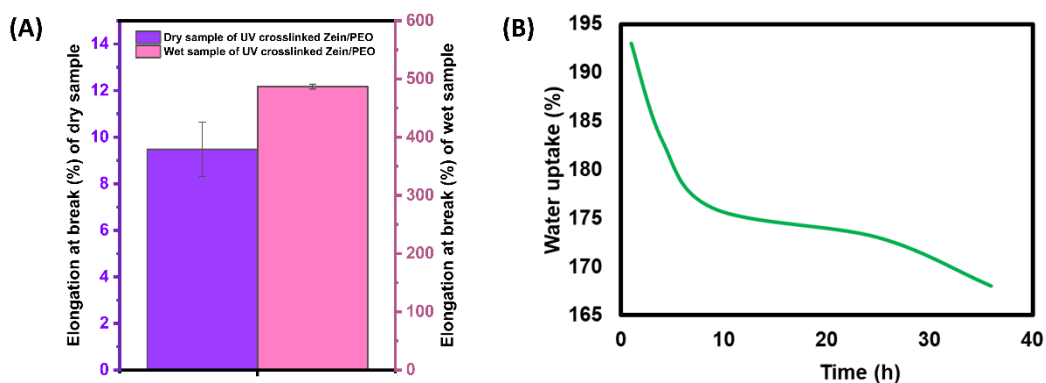 (A)
Elongation at break (%) of dry sample
14
12
10
8
6
4
2
0
Dry sample of UV crosslinked Zein/PEO
Wet sample of UV crosslinked Zein/PEO
600
500
400
300
200
100
0
Elongation at break (%) of wet sample
(B)
Water uptake (%)
195
190
185
180
175
170
165
0 10 20 30 40
Time (h)